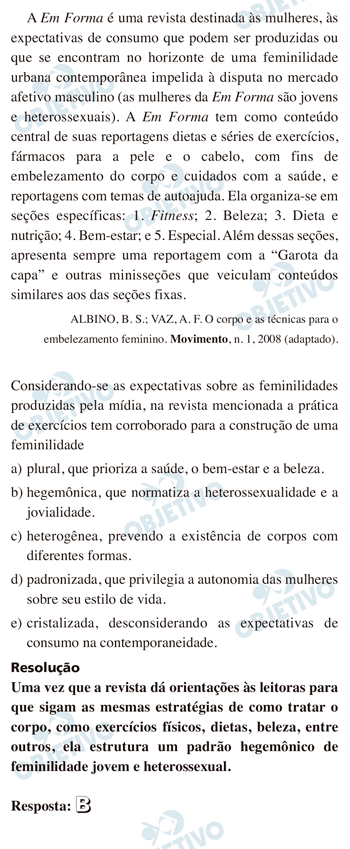 A Em Forma é uma revista destinada às mulheres, às
expectativas de consumo que podem ser produzidas ou
que se encontram no horizonte de uma feminilidade
urbana contemporânea impelida à disputa no mercado
afetivo masculino (as mulheres da Em Forma são jovens
e heterossexuais). A Em Forma tem como conteúdo
central de suas reportagens dietas e séries de exercícios,
fármacos para a pele e o cabelo, com fins de
embelezamento do corpo e cuidados com a saúde, e
reportagens com temas de autoajuda. Ela organiza-se em
seções específicas: 1. Fitness; 2. Beleza; 3. Dieta e
nutrição; 4. Bem-estar; e 5. Especial. Além dessas seções,
apresenta sempre uma reportagem com a “Garota da
capa” e outras minisseções que veiculam conteúdos
similares aos das seções fixas.
ALBINO, B. S.; VAZ, A. F. O corpo e as técnicas para o
embelezamento feminino. Movimento, n. 1, 2008 (adaptado).
Considerando-se as expectativas sobre as feminilidades
produzidas pela mídia, na revista mencionada a prática
de exercícios tem corroborado para a construção de uma
feminilidade
a) plural, que prioriza a saúde, o bem-estar e a beleza.
b) hegemônica, que normatiza a heterossexualidade e a
jovialidade.
c) heterogênea, prevendo a existência de corpos com
diferentes formas.
d) padronizada, que privilegia a autonomia das mulheres
sobre seu estilo de vida.
e) cristalizada, desconsiderando as expectativas de
consumo na contemporaneidade.
Resolução
Uma vez que a revista dá orientações às leitoras para
que sigam as mesmas estratégias de como tratar o
corpo, como exercícios físicos, dietas, beleza, entre
outros, ela estrutura um padrão hegemônico de
feminilidade jovem e heterossexual.
Resposta: B
OBJETIVO
OBJETIVO
OBJETIVO
OBJETIVO
OBJETIVO
OBJETIVO
OBJETIVO
OBJETIVO
OBJETIVO